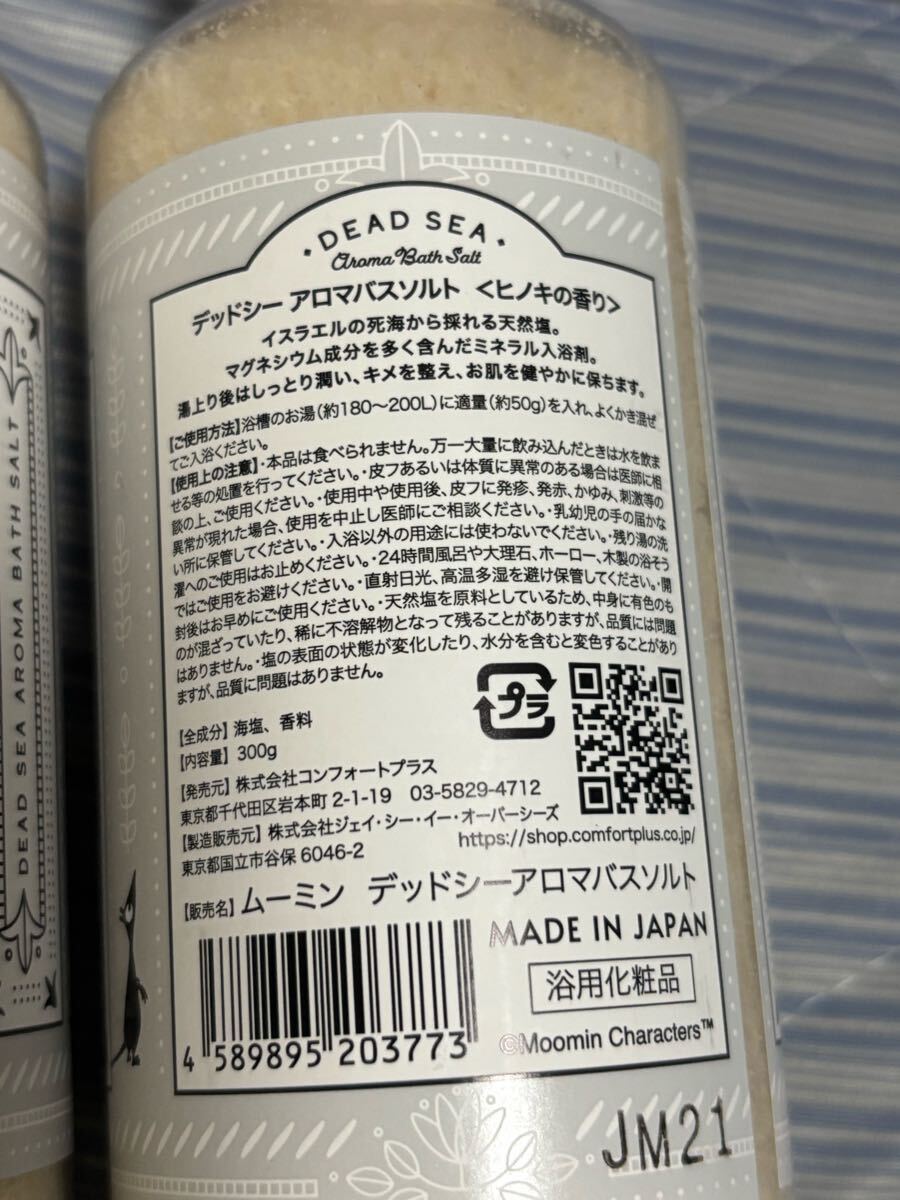 DEAD SEA AROMA BATH SALT
・DEAD SEA・
Aroma Bath Salt
デッドシー アロマバスソルト <ヒノキの香り>
イスラエルの死海から採れる天然塩。
マグネシウム成分を多く含んだミネラル入浴剤。
湯上り後はしっとり潤い、キメを整え、お肌を健やかに保ちます。
【ご使用方法】浴槽のお湯(約180〜200L)に適量(約50g)を入れ、よくかき混ぜ
てご入浴ください。
【使用上の注意】・本品は食べられません。万一大量に飲み込んだときは水を飲ま
せる等の処置を行ってください。・皮フあるいは体質に異常のある場合は医師に相
談の上、ご使用ください。・使用中や使用後、皮フに発疹、発赤、かゆみ、刺激等の
異常が現れた場合、使用を中止し医師にご相談ください。・乳幼児の手の届かな
い所に保管してください。・入浴以外の用途には使わないでください。・残り湯の洗
濯へのご使用はお止めください。・24時間風呂や大理石、ホーロー、木製の浴そう
ではご使用をお避けください。・直射日光、高温多湿を避け保管してください。・開
封後はお早めにご使用ください。・天然塩を原料としているため、中身に有色のも
のが混ざっていたり、稀に不溶解物となって残ることがありますが、品質には問題
はありません。・塩の表面の状態が変化したり、水分を含むと変色することがあり
ますが、品質に問題はありません。
プラ
【全成分】海塩、香料
【内容量】300g
【発売元】株式会社コンフォートプラス
東京都千代田区岩本町 2-1-19 03-5829-4712
【製造販売元】株式会社ジェイ・シー・イー・オーバーシーズ
東京都国立市谷保 6046-2
https://shop.comfortplus.co.jp/
【販売名】ムーミン デッドシーアロマバスソルト
MADE IN JAPAN
浴用化粧品
4 589895 203773
©Moomin Characters™
JM21